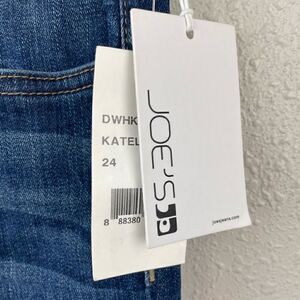 DWHK
KATEL
24
8 88380
JOE'S
joesjeans.com